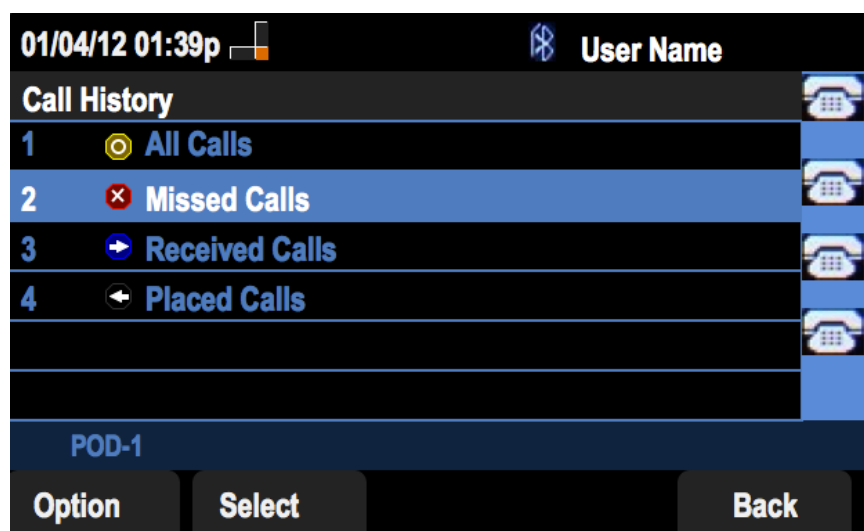 01/04/12 01:39p User Name
Call History
1 All Calls
2 Missed Calls
3 Received Calls
4 Placed Calls
POD-1
Option Select Back